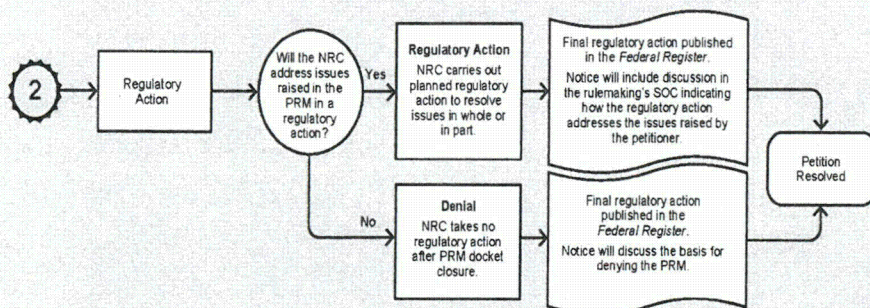 2
Regulatory
Action
Will the NRC
address issues
raised in the
PRM in a
regulatory
action?
Yes
Regulatory Action
NRC carries out
planned regulatory
action to resolve
issues in whole or
in part.
Final regulatory action published
in the Federal Register.
Notice will include discussion in
the rulemaking's SOC indicating
how the regulatory action
addresses the issues raised by
the petitioner.
No
Denial
NRC takes no
regulatory action
after PRM docket
closure.
Final regulatory action
published in the
Federal Register.
Notice will discuss the basis for
denying the PRM.
Petition
Resolved